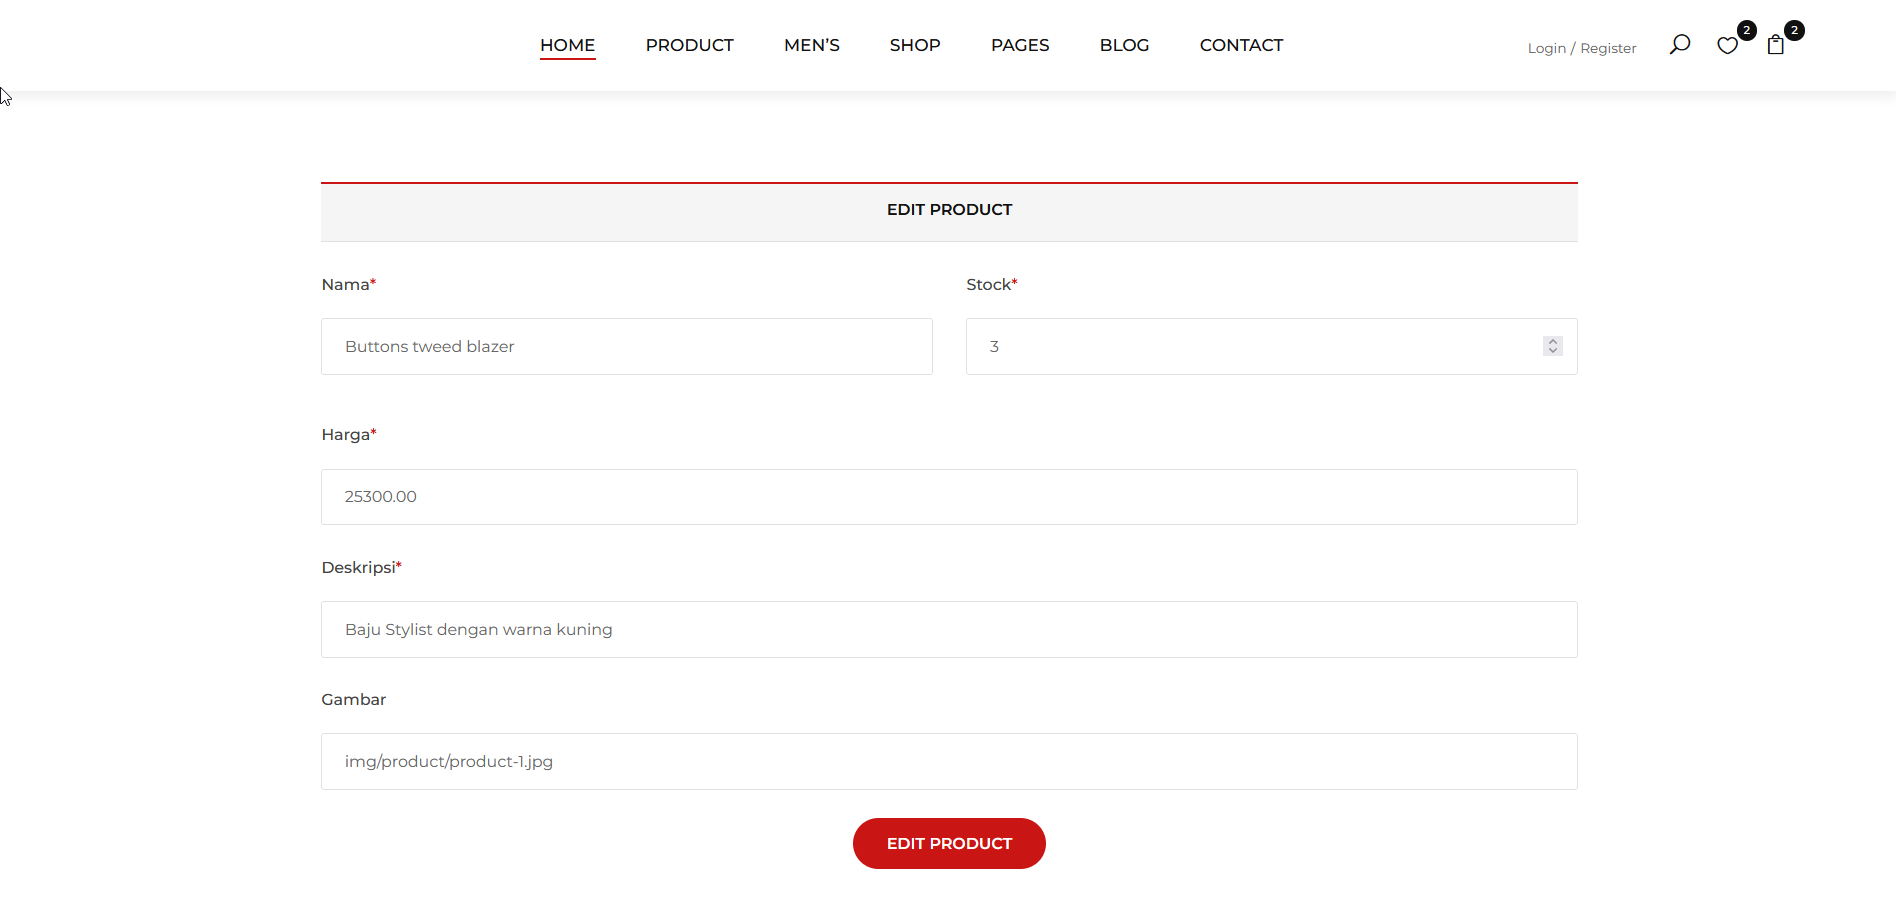 HOME PRODUCT MEN'S SHOP PAGES BLOG CONTACT Login / Register 2 2
EDIT PRODUCT
Nama* Stock*
Buttons tweed blazer 3
Harga*
25300.00
Deskripsi*
Baju Stylist dengan warna kuning
Gambar
img/product/product-1.jpg
EDIT PRODUCT